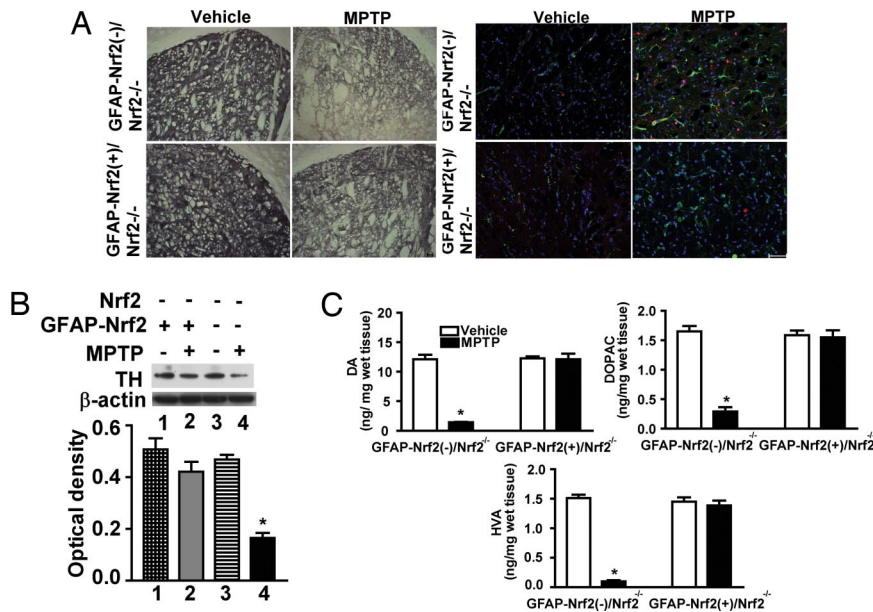 A
Vehicle MPTP
Vehicle MPTP
GFAP-Nrf2(-)/
Nrf2-/-
GFAP-Nrf2(-)/
Nrf2-/-
GFAP-Nrf2(+)/
Nrf2-/-
GFAP-Nrf2(+)/
Nrf2-/-
B
Nrf2 - - - -
GFAP-Nrf2 + + - -
MPTP - + - +
TH
β-actin
1 2 3 4
Optical density
0.6
0.4
0.2
0.0
*
1 2 3 4
C
DA
(ng/ mg wet tissue)
20
15
10
5
0
Vehicle
MPTP
*
GFAP-Nrf2(-)/Nrf2-/- GFAP-Nrf2(+)/Nrf2-/-
DOPAC
(ng/mg wet tissue)
2.0
1.5
1.0
0.5
0.0
*
GFAP-Nrf2(-)/Nrf2-/- GFAP-Nrf2(+)/Nrf2-/-
HVA
(ng/mg wet tissue)
2.0
1.5
1.0
0.5
0.0
*
GFAP-Nrf2(-)/Nrf2-/- GFAP-Nrf2(+)/Nrf2-/-